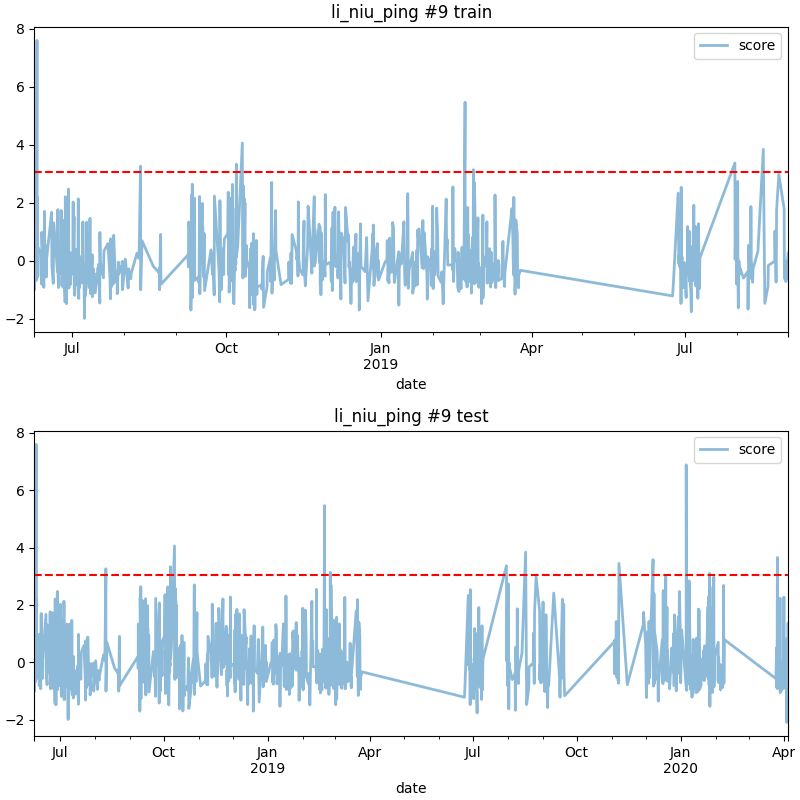 li_niu_ping #9 train
score
8
6
4
2
0
−2
Jul Oct Jan Apr Jul
2019
date
li_niu_ping #9 test
score
8
6
4
2
0
−2
Jul Oct Jan Apr Jul Oct Jan Apr
2019 2020
date